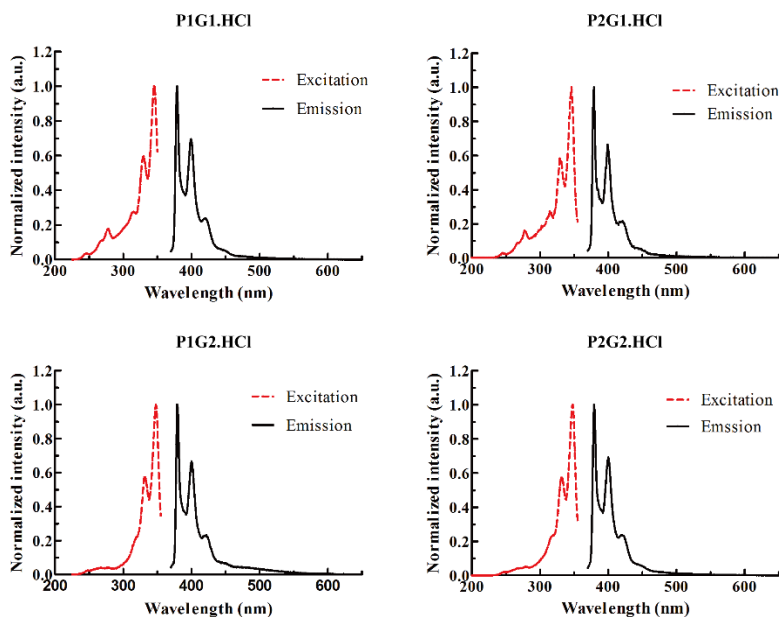 P1G1.HCl
Normalized intensity (a.u.)
1.2
1.0
0.8
0.6
0.4
0.2
0.0
200 300 400 500 600
Wavelength (nm)
Excitation
Emission
P2G1.HCl
Normalized intensity (a.u.)
1.2
1.0
0.8
0.6
0.4
0.2
0.0
200 300 400 500 600
Wavelength (nm)
Excitation
Emission
P1G2.HCl
Normalized intensity (a.u.)
1.2
1.0
0.8
0.6
0.4
0.2
0.0
200 300 400 500 600
Wavelength (nm)
Excitation
Emission
P2G2.HCl
Normalized intensity (a.u.)
1.2
1.0
0.8
0.6
0.4
0.2
0.0
200 300 400 500 600
Wavelength (nm)
Excitation
Emssion